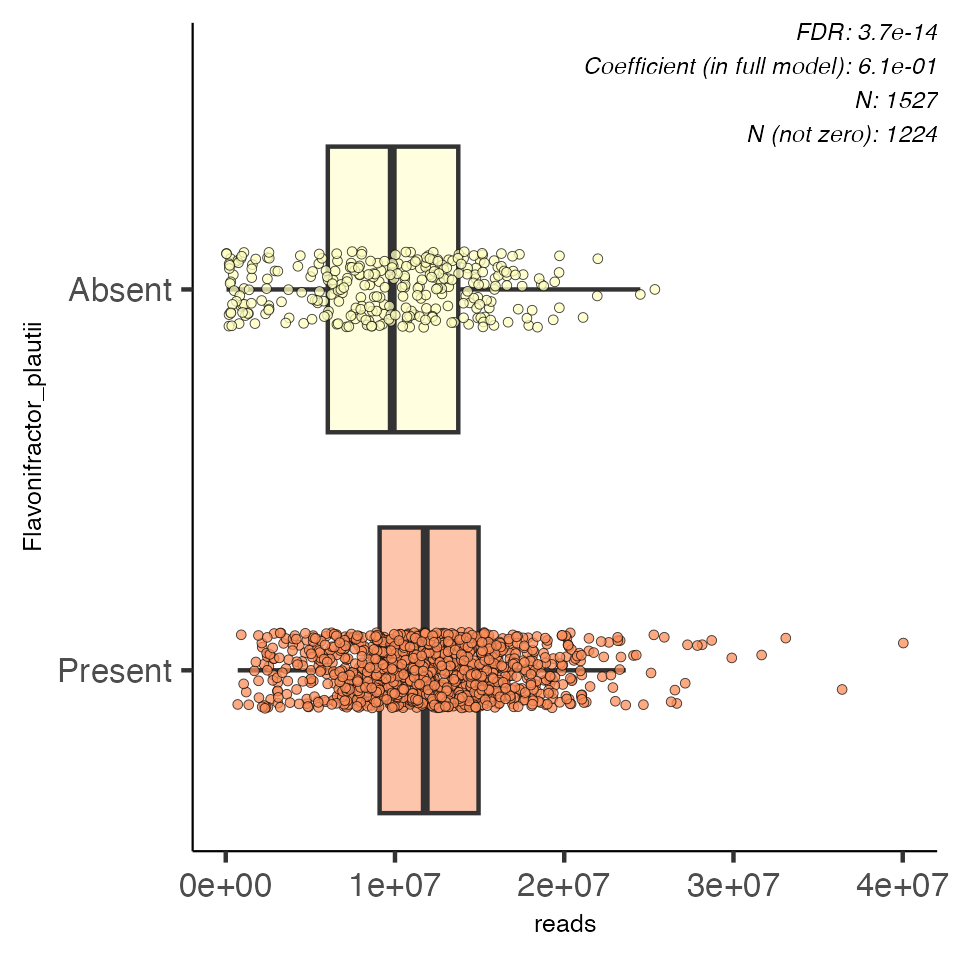 FDR: 3.7e-14
Coefficient (in full model): 6.1e-01
N: 1527
N (not zero): 1224
Flavonifractor_plautii
Absent
Present
0e+00 1e+07 2e+07 3e+07 4e+07
reads